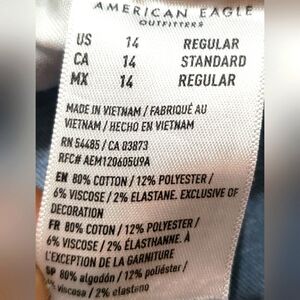 AMERICAN EAGLE
OUTFITTERS
US 14 REGULAR
CA 14 STANDARD
MX 14 REGULAR
MADE IN VIETNAM / FABRIQUÉ AU
VIETNAM / HECHO EN VIETNAM
RN 54485 / CA 03873
RFC# AEM120605U9A
EN 80% COTTON / 12% POLYESTER /
6% VISCOSE / 2% ELASTANE. EXCLUSIVE OF
DECORATION
FR 80% COTON / 12% POLYESTER /
6% VISCOSE / 2% ÉLASTHANNE. À
L'EXCEPTION DE LA GARNITURE
SP 80% algodón / 12% poliéster /
6% viscosa / 2% elastano